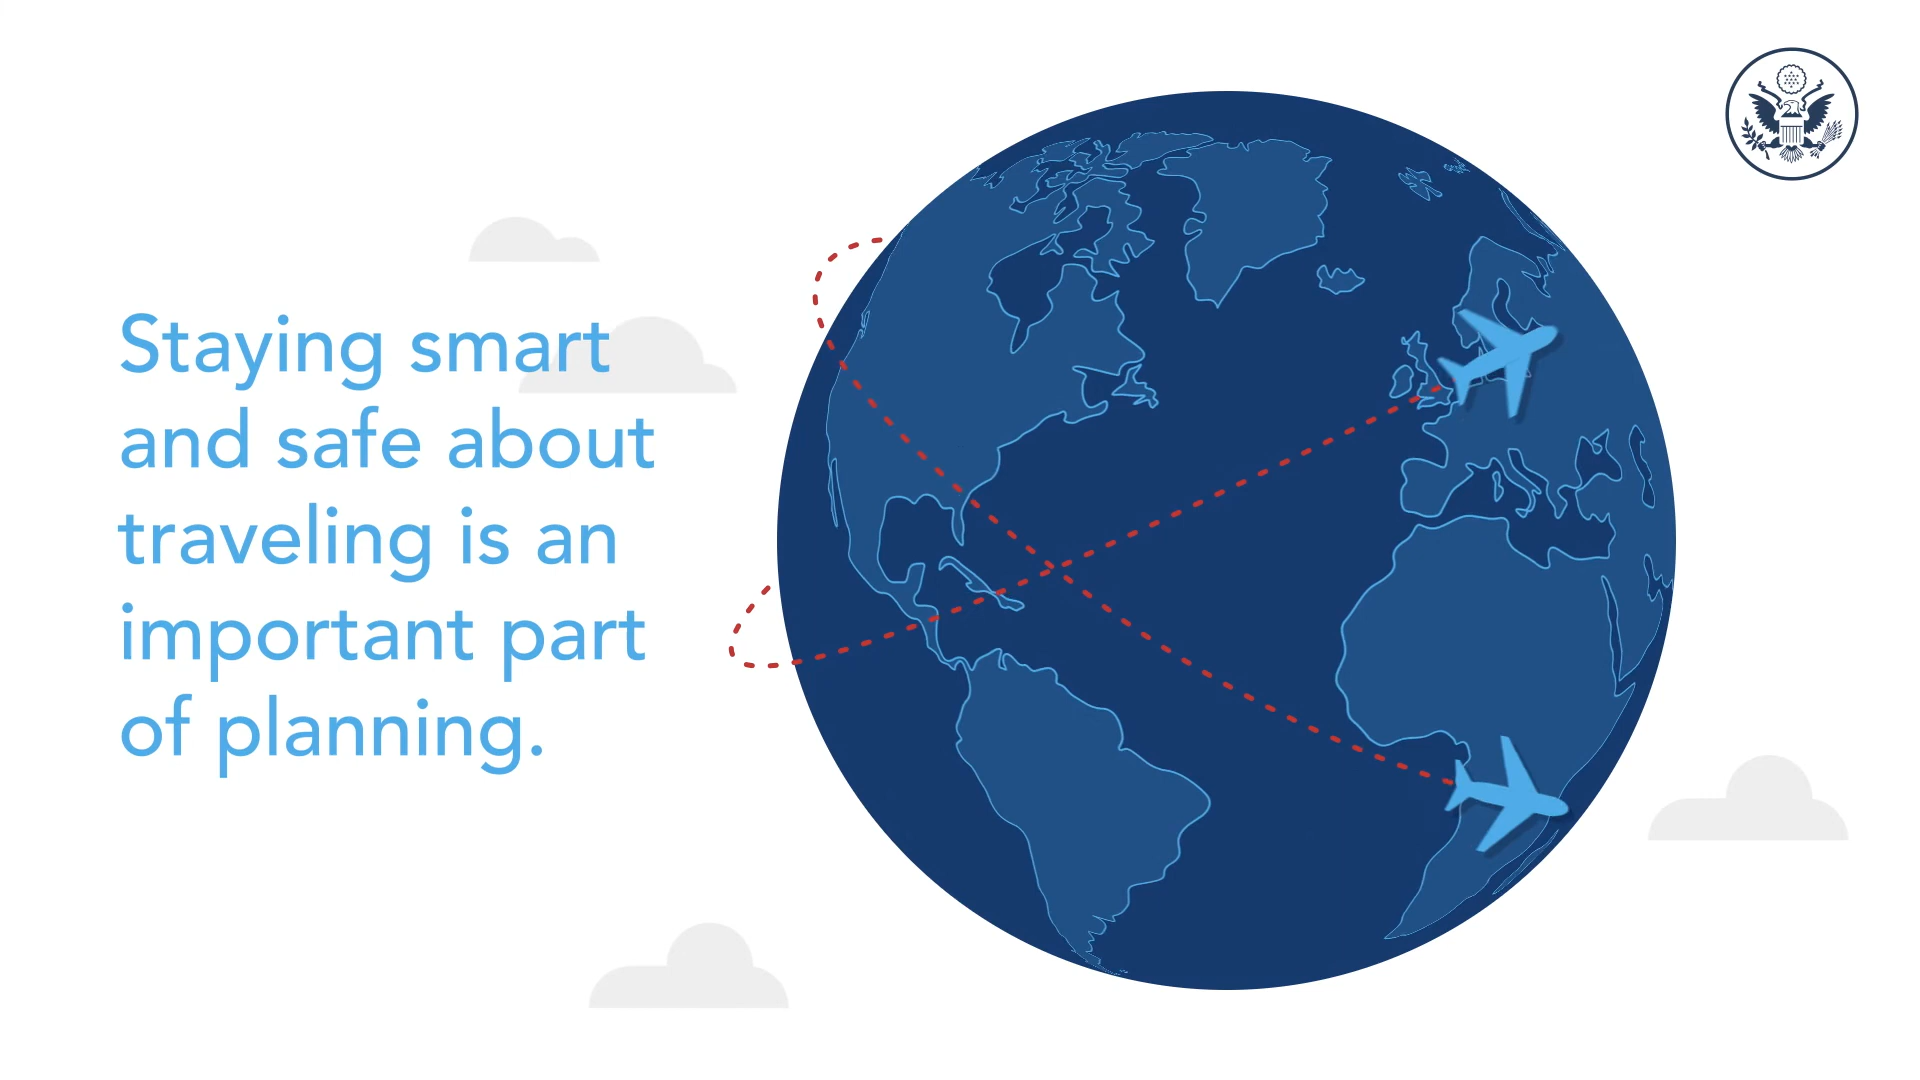 Staying smart
and safe about
traveling is an
important part
of planning.